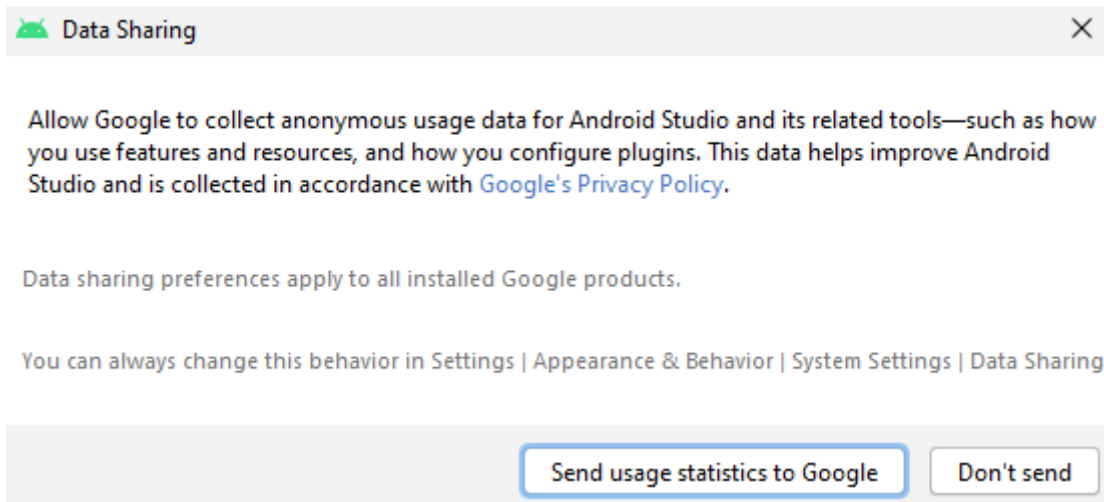 Data Sharing
Allow Google to collect anonymous usage data for Android Studio and its related tools—such as how
you use features and resources, and how you configure plugins. This data helps improve Android
Studio and is collected in accordance with Google's Privacy Policy.
Data sharing preferences apply to all installed Google products.
You can always change this behavior in Settings | Appearance & Behavior | System Settings | Data Sharing
Send usage statistics to Google
Don't send